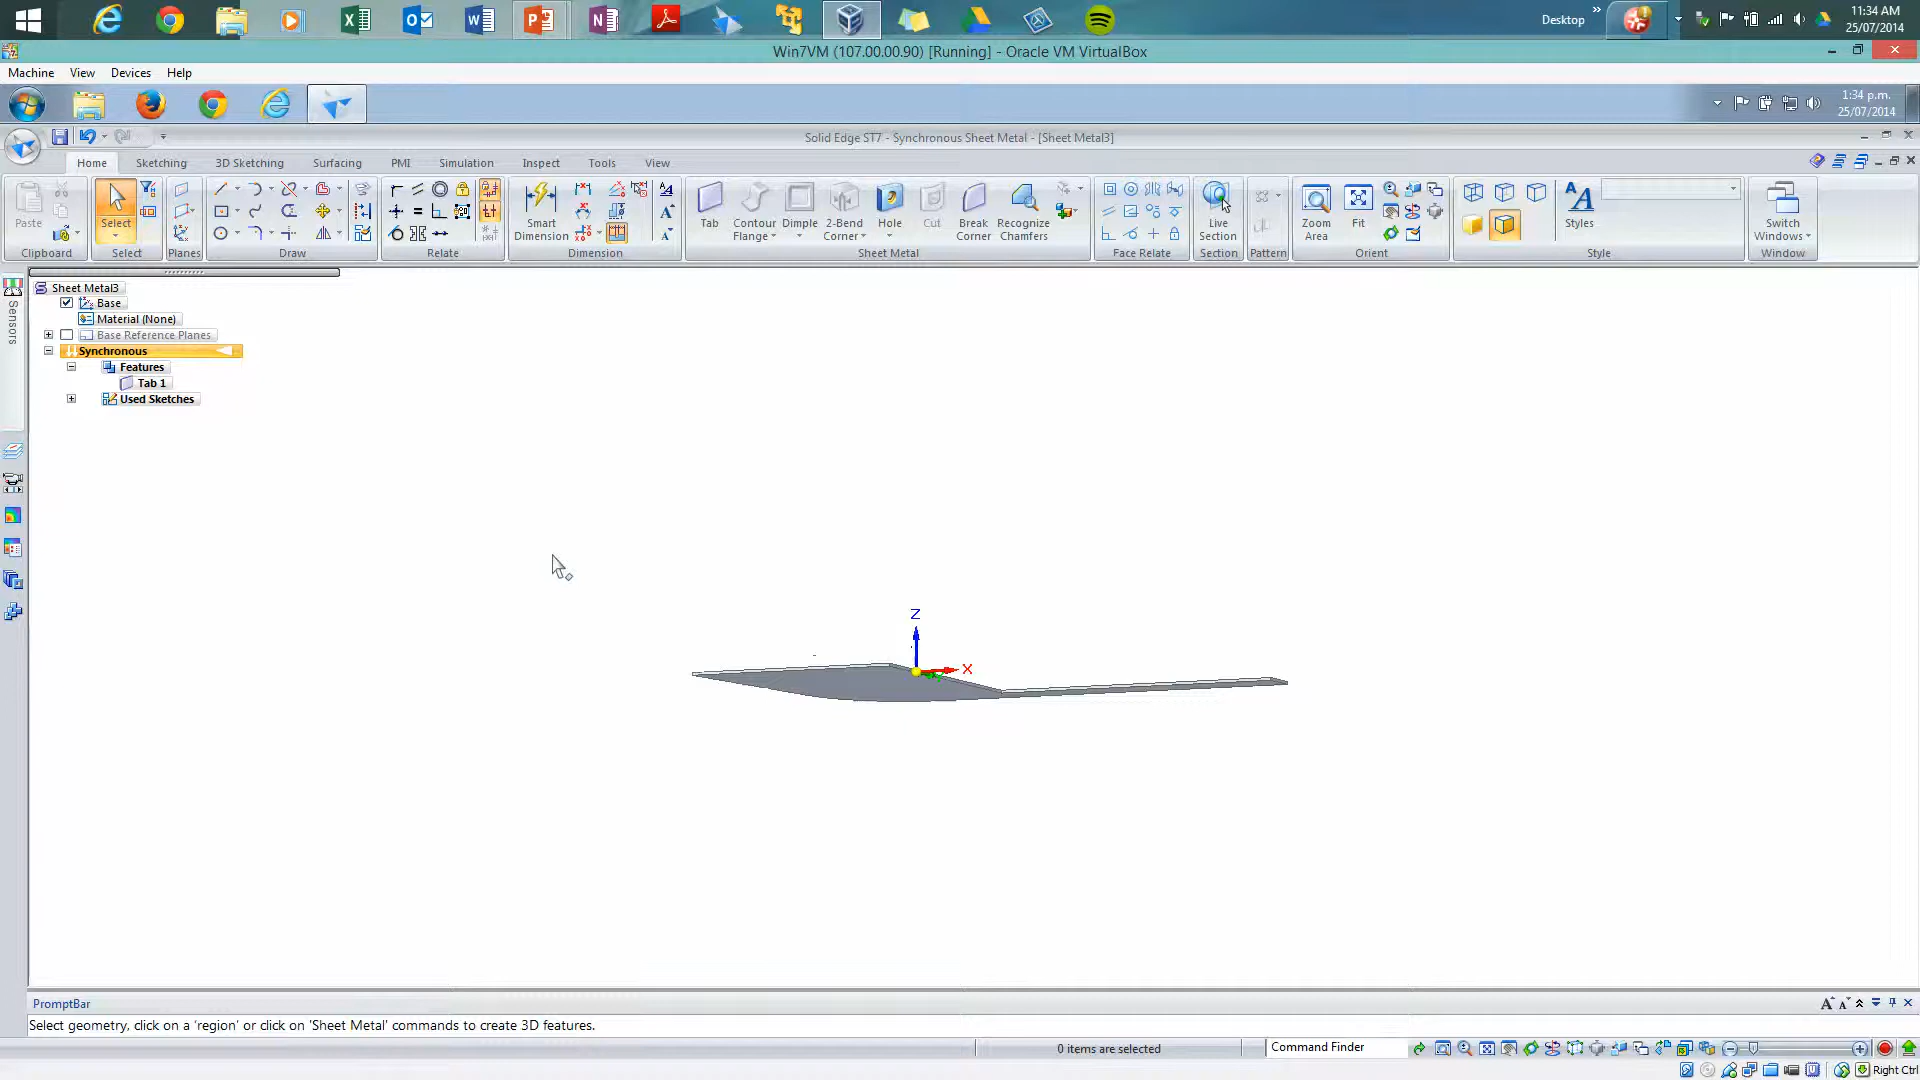 Desktop
11:34 AM
25/07/2014
Win7VM (107.00.00.90) [Running] - Oracle VM VirtualBox
Machine View Devices Help
1:34 p.m.
25/07/2014
Solid Edge ST7 - Synchronous Sheet Metal - [Sheet Metal3]
Home Sketching 3D Sketching Surfacing PMI Simulation Inspect Tools View
Paste
Select
Smart
Dimension
Tab
Contour
Flange
Dimple
2-Bend
Corner
Hole
Cut
Break
Corner
Recognize
Chamfers
Live
Section
Zoom
Area
Fit
Styles
Switch
Windows
Clipboard Select Planes Draw Relate Dimension Sheet Metal Face Relate Section Pattern Orient Style Window
Sensors
Sheet Metal3
Base
Material (None)
Base Reference Planes
Synchronous
Features
Tab 1
Used Sketches
Z
X
PromptBar
Select geometry, click on a 'region' or click on 'Sheet Metal' commands to create 3D features.
0 items are selected
Command Finder
Right Ctrl